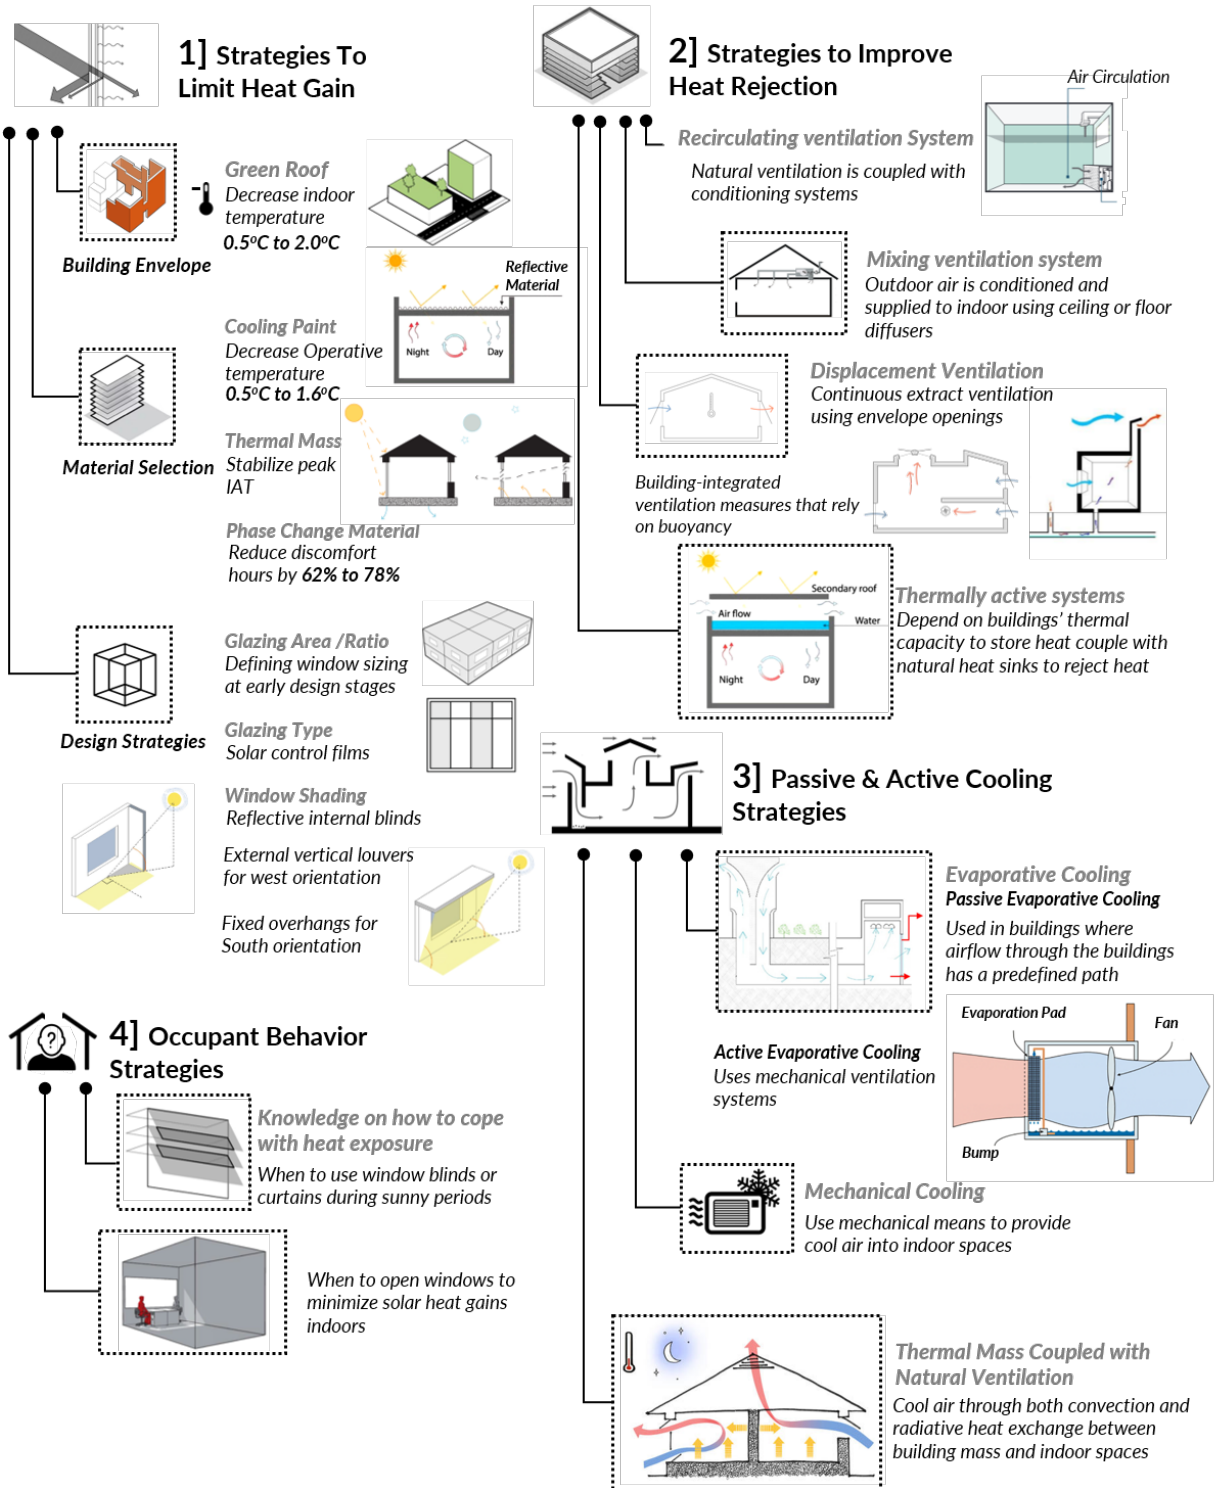 1] Strategies To
Limit Heat Gain
Building Envelope
Green Roof
Decrease indoor
temperature
0.5ºC to 2.0ºC
Reflective
Material
Night
Day
Cooling Paint
Decrease Operative
temperature
0.5ºC to 1.6ºC
Material Selection
Thermal Mass
Stabilize peak
IAT
Phase Change Material
Reduce discomfort
hours by 62% to 78%
Design Strategies
Glazing Area /Ratio
Defining window sizing
at early design stages
Glazing Type
Solar control films
Window Shading
Reflective internal blinds
External vertical louvers
for west orientation
Fixed overhangs for
South orientation
2] Strategies to Improve
Heat Rejection
Air Circulation
Recirculating ventilation System
Natural ventilation is coupled with
conditioning systems
Mixing ventilation system
Outdoor air is conditioned and
supplied to indoor using ceiling or floor
diffusers
Displacement Ventilation
Continuous extract ventilation
using envelope openings
Building-integrated
ventilation measures that rely
on buoyancy
Secondary roof
Air flow
Water
Night
Day
Thermally active systems
Depend on buildings' thermal
capacity to store heat couple with
natural heat sinks to reject heat
3] Passive & Active Cooling
Strategies
Evaporative Cooling
Passive Evaporative Cooling
Used in buildings where
airflow through the buildings
has a predefined path
Active Evaporative Cooling
Uses mechanical ventilation
systems
Evaporation Pad
Fan
Bump
Mechanical Cooling
Use mechanical means to provide
cool air into indoor spaces
Thermal Mass Coupled with
Natural Ventilation
Cool air through both convection and
radiative heat exchange between
building mass and indoor spaces
4] Occupant Behavior
Strategies
Knowledge on how to cope
with heat exposure
When to use window blinds or
curtains during sunny periods
When to open windows to
minimize solar heat gains
indoors